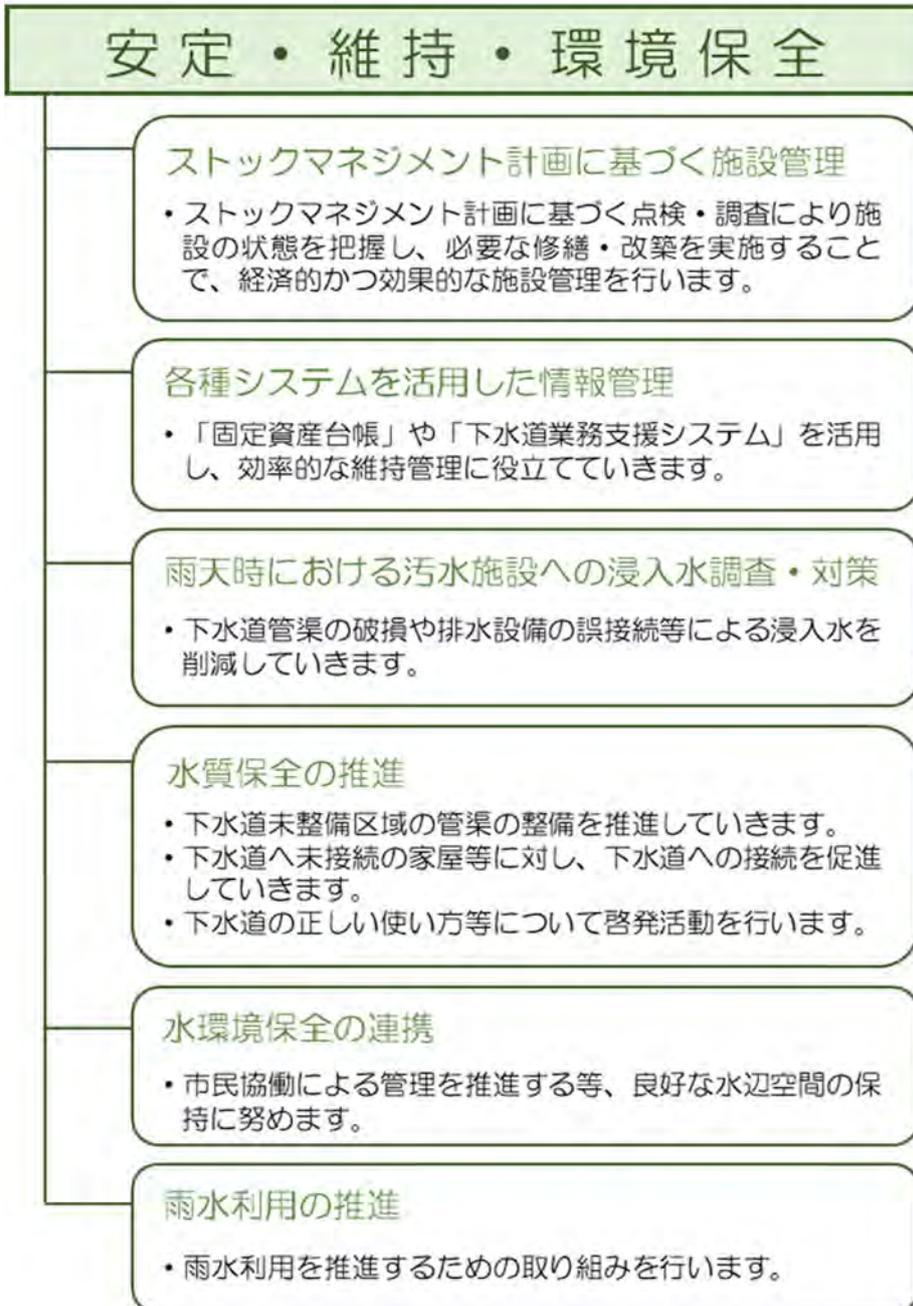 安定・維持・環境保全
ストックマネジメント計画に基づく施設管理
・ストックマネジメント計画に基づく点検・調査により施
設の状態を把握し、必要な修繕・改築を実施すること
で、経済的かつ効果的な施設管理を行います。
各種システムを活用した情報管理
・「固定資産台帳」や「下水道業務支援システム」を活用
し、効率的な維持管理に役立てていきます。
雨天時における汚水施設への浸入水調査・対策
・下水道管渠の破損や排水設備の誤接続等による浸入水を
削減していきます。
水質保全の推進
・下水道未整備区域の管渠の整備を推進していきます。
・下水道へ未接続の家屋等に対し、下水道への接続を促進
していきます。
・下水道の正しい使い方等について啓発活動を行います。
水環境保全の連携
・市民協働による管理を推進する等、良好な水辺空間の保
持に努めます。
雨水利用の推進
・雨水利用を推進するための取り組みを行います。